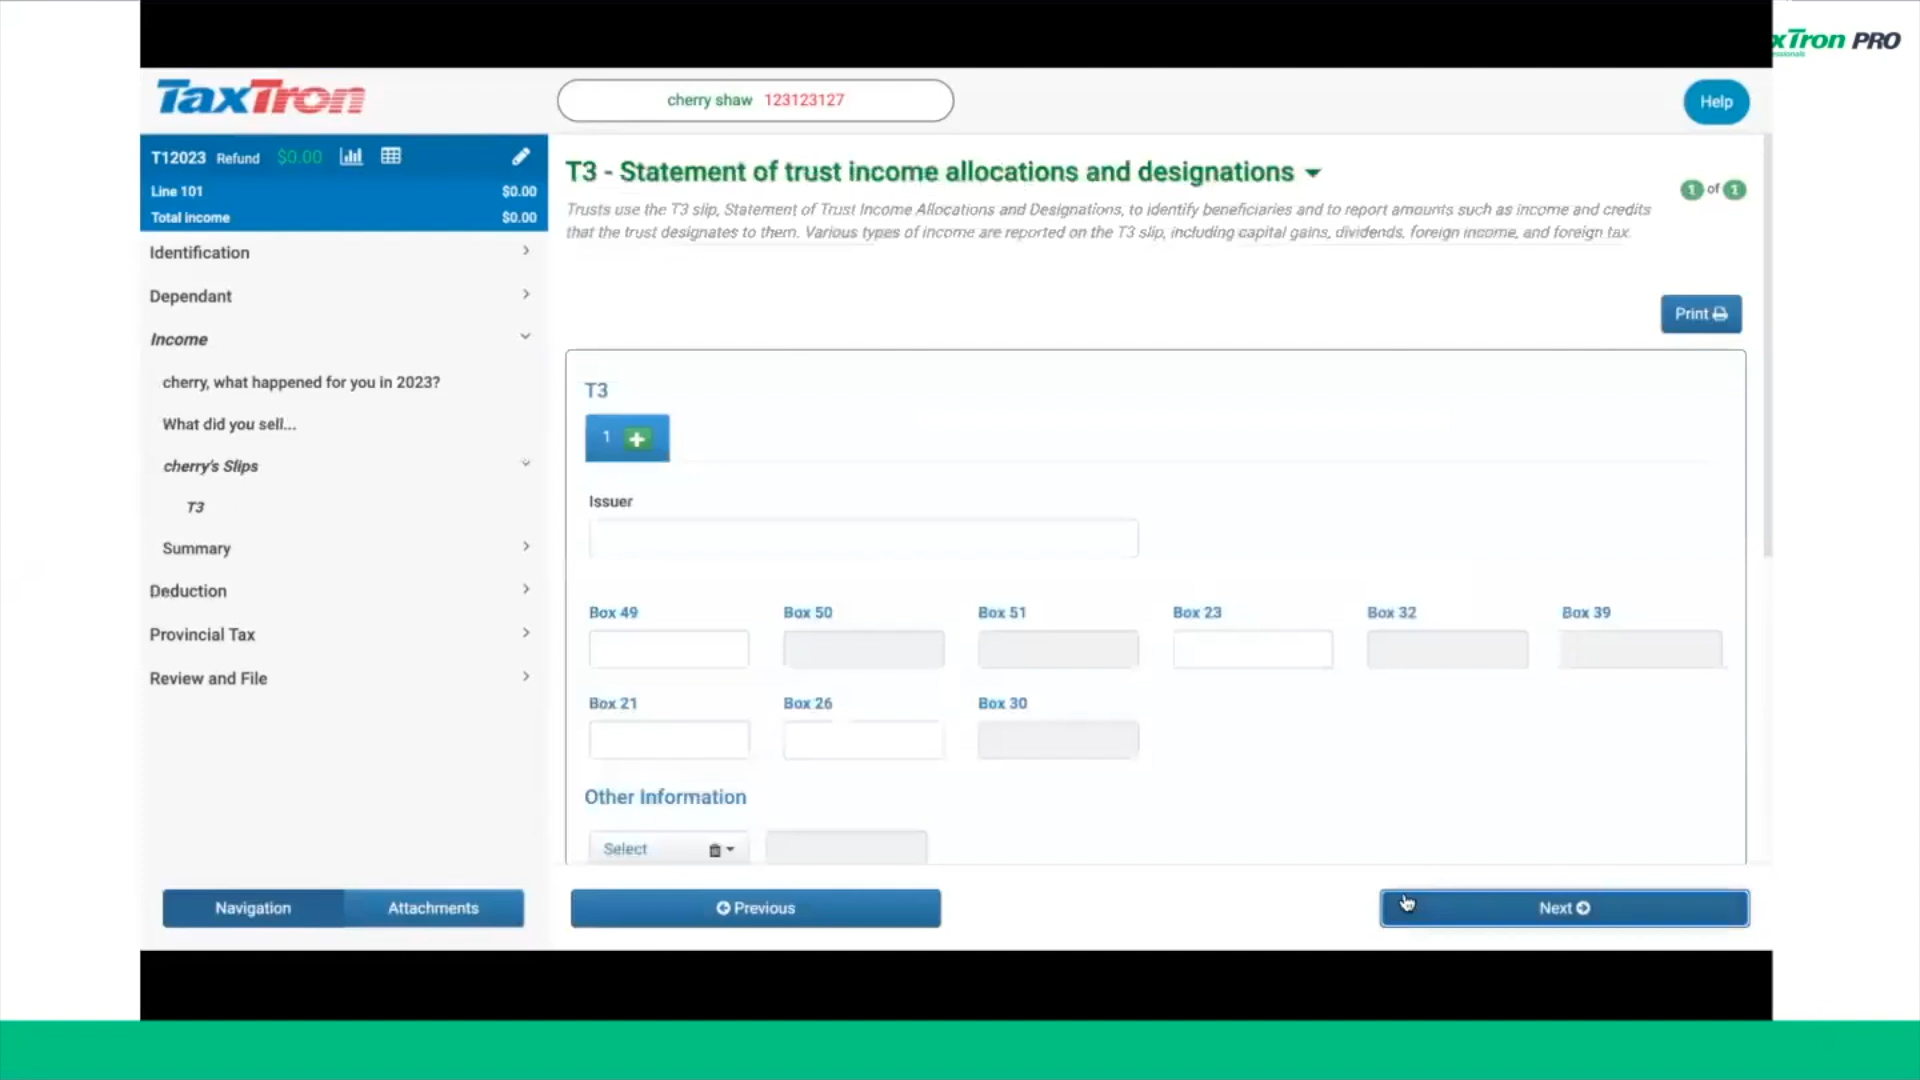 xTron PRO
TaxTron
cherry shaw 123123127
Help
T12023 Refund $0.00
Line 101 $0.00
Total income $0.00
Identification
Dependant
Income
cherry, what happened for you in 2023?
What did you sell...
cherry's Slips
T3
Summary
Deduction
Provincial Tax
Review and File
Navigation
Attachments
T3 - Statement of trust income allocations and designations
1 of 1
Trusts use the T3 slip, Statement of Trust Income Allocations and Designations, to identify beneficiaries and to report amounts such as income and credits
that the trust designates to them. Various types of income are reported on the T3 slip, including capital gains, dividends, foreign income, and foreign tax.
Print
T3
1
Issuer
Box 49 Box 50 Box 51 Box 23 Box 32 Box 39
Box 21 Box 26 Box 30
Other Information
Select
Previous
Next